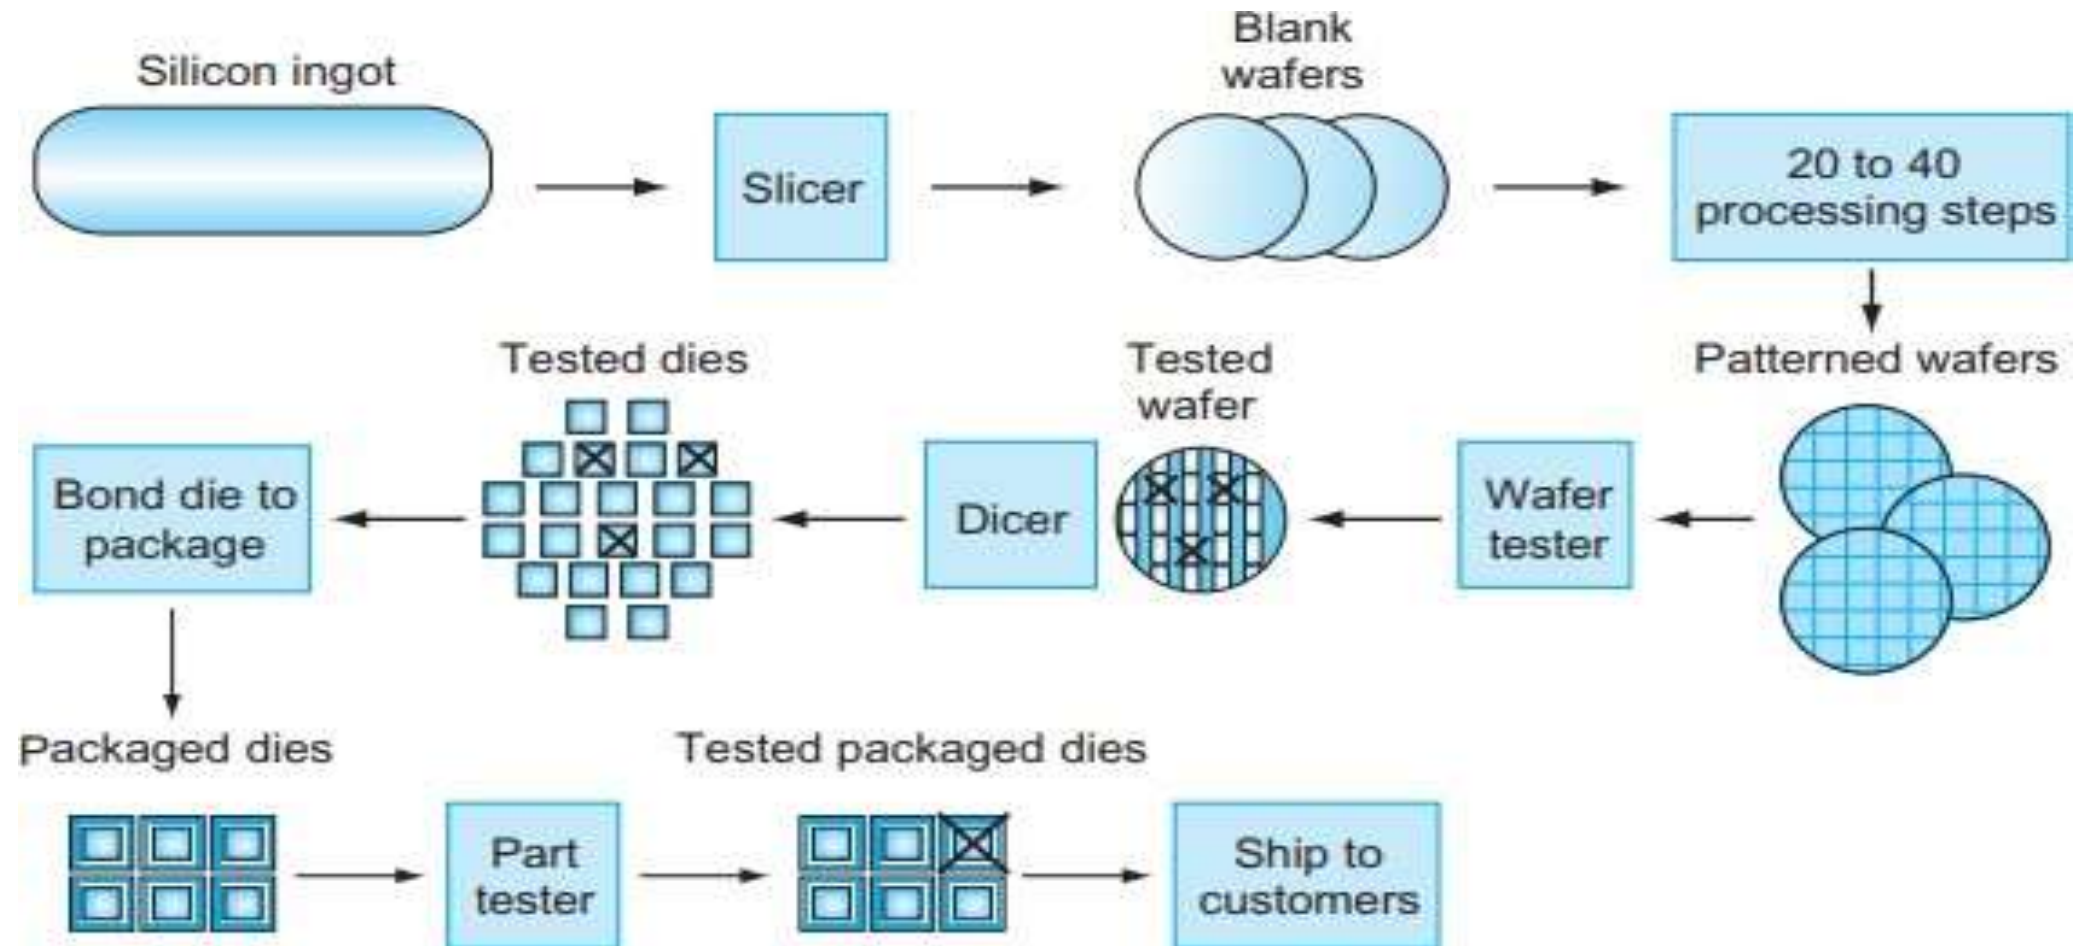 Silicon ingot
Slicer
Blank
wafers
20 to 40
processing steps
Patterned wafers
Wafer
tester
Tested
wafer
Dicer
Tested dies
Bond die to
package
Packaged dies
Part
tester
Tested packaged dies
Ship to
customers